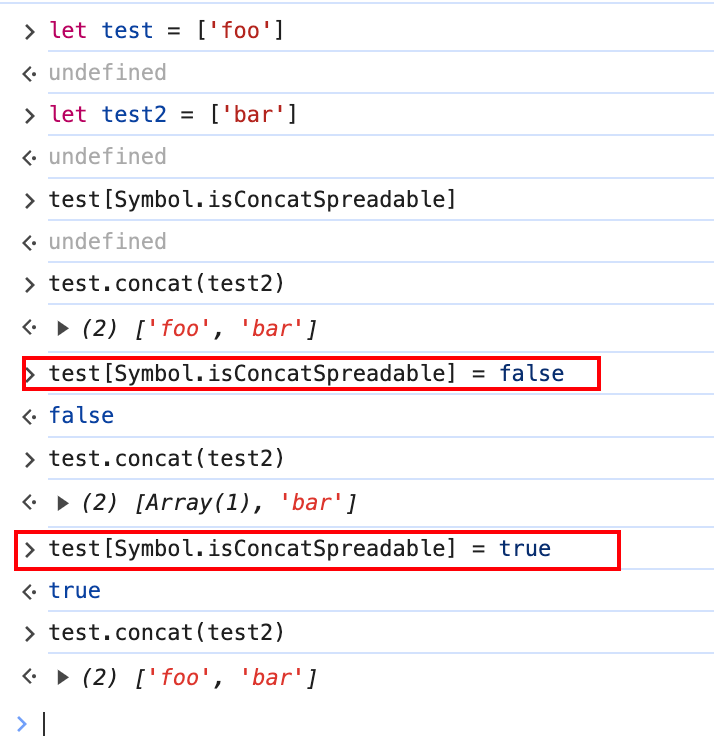 > let test = ['foo']
<· undefined
> let test2 = ['bar']
<· undefined
> test[Symbol.isConcatSpreadable]
<· undefined
> test.concat(test2)
<· ▶ (2) ['foo', 'bar']
> test[Symbol.isConcatSpreadable] = false
<· false
> test.concat(test2)
<· ▶ (2) [Array(1), 'bar']
> test[Symbol.isConcatSpreadable] = true
<· true
> test.concat(test2)
<· ▶ (2) ['foo', 'bar']
>